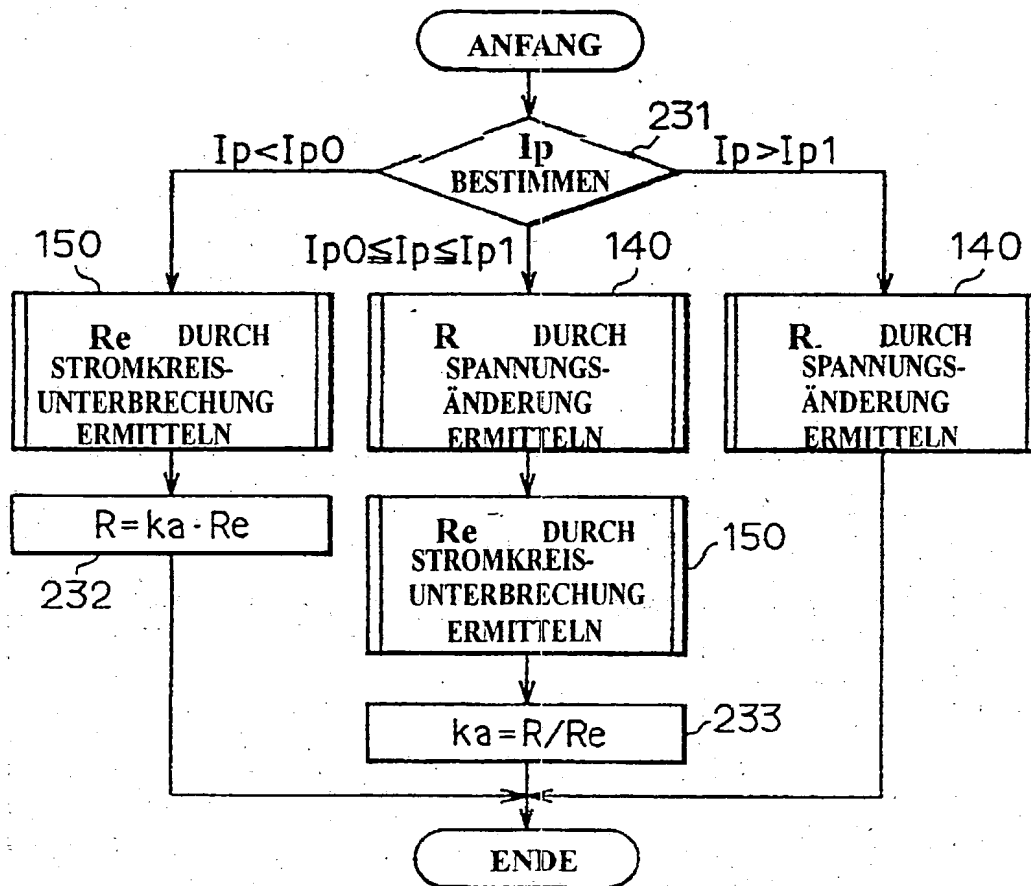 ANFANG
231
Ip<Ip0
Ip
BESTIMMEN
Ip>Ip1
150
Ip0≦Ip≦Ip1
140
140
Re DURCH
STROMKREIS-
UNTERBRECHUNG
ERMITTELN
R DURCH
SPANNUNGS-
ÄNDERUNG
ERMITTELN
R DURCH
SPANNUNGS-
ÄNDERUNG
ERMITTELN
R=ka·Re
232
Re DURCH
STROMKREIS-
UNTERBRECHUNG
ERMITTELN
150
ka=R/Re
233
ENDE